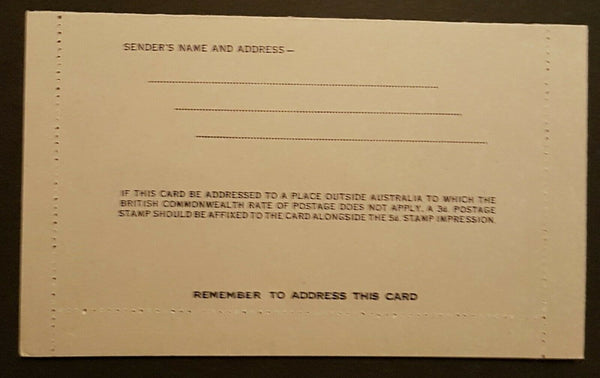 SENDER'S NAME AND ADDRESS—
IF THIS CARD BE ADDRESSED TO A PLACE OUTSIDE AUSTRALIA TO WHICH THE
BRITISH COMMONWEALTH RATE OF POSTAGE DOES NOT APPLY, A 3d. POSTAGE
STAMP SHOULD BE AFFIXED TO THE CARD ALONGSIDE THE 5d. STAMP IMPRESSION.
REMEMBER TO ADDRESS THIS CARD